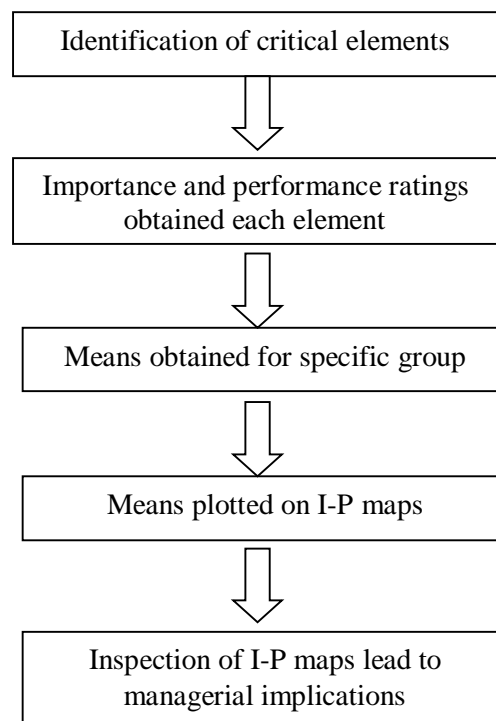 Identification of critical elements
Importance and performance ratings
obtained each element
Means obtained for specific group
Means plotted on I-P maps
Inspection of I-P maps lead to
managerial implications